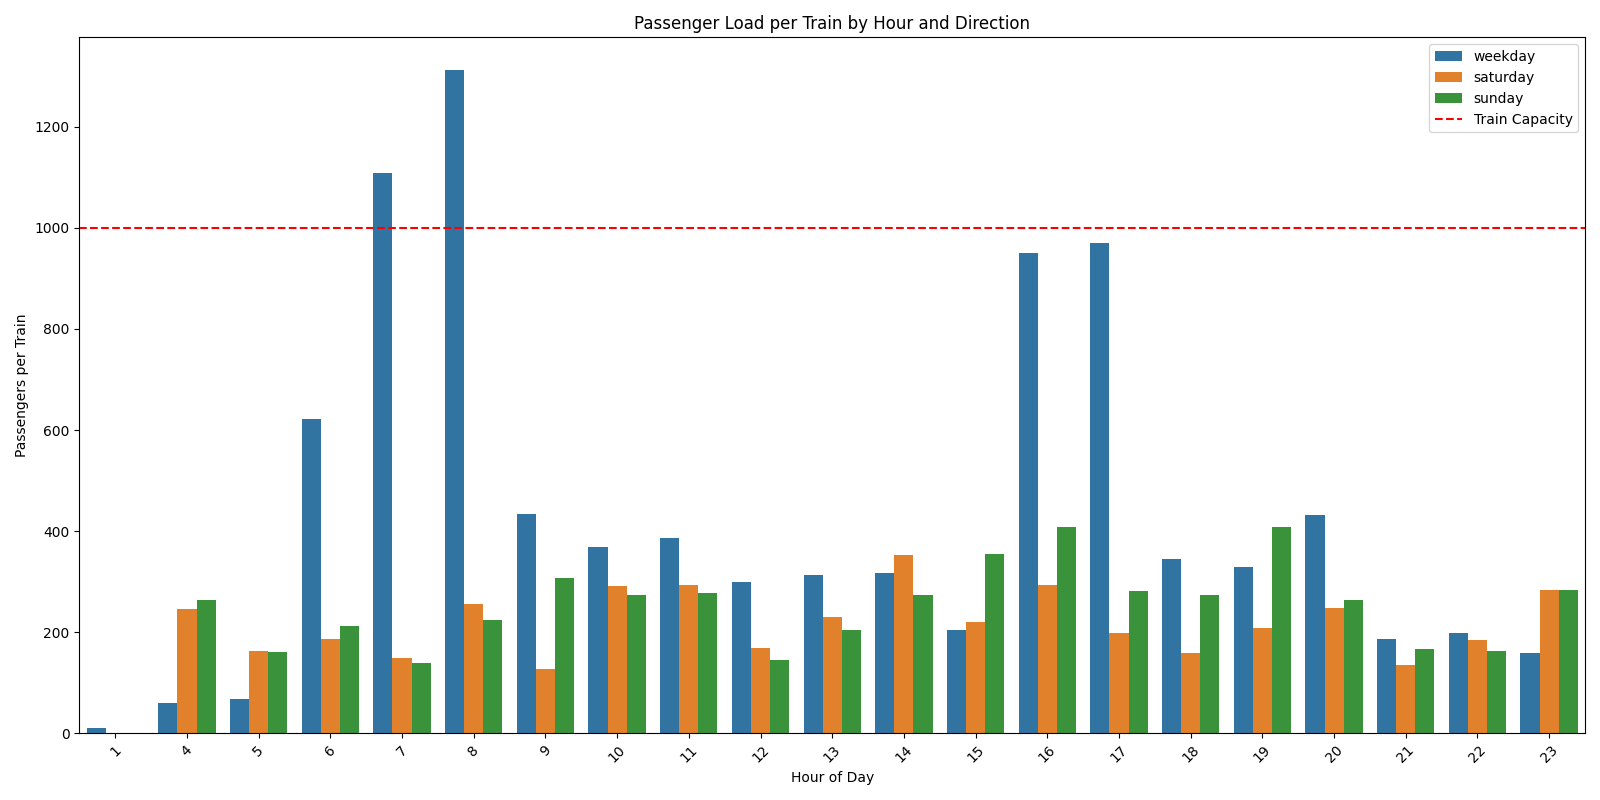 Passenger Load per Train by Hour and Direction
weekday
saturday
sunday
Train Capacity
Passengers per Train
1200
1000
800
600
400
200
0
1 4 5 6 7 8 9 10 11 12 13 14 15 16 17 18 19 20 21 22 23
Hour of Day